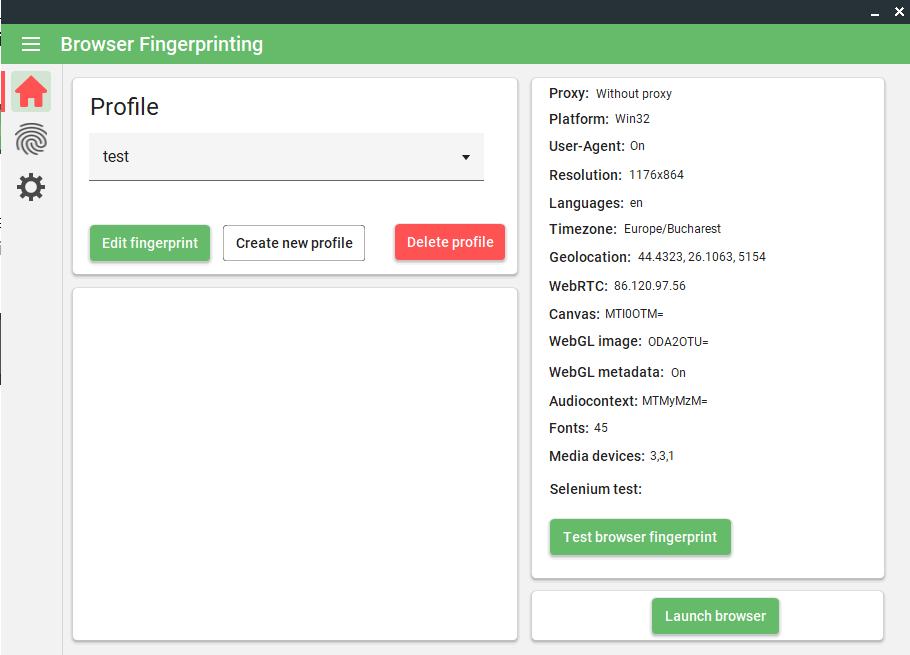 Browser Fingerprinting
Profile
test
Edit fingerprint
Create new profile
Delete profile
Proxy: Without proxy
Platform: Win32
User-Agent: On
Resolution: 1176x864
Languages: en
Timezone: Europe/Bucharest
Geolocation: 44.4323, 26.1063, 5154
WebRTC: 86.120.97.56
Canvas: MTI0OTM=
WebGL image: ODA2OTU=
WebGL metadata: On
Audiocontext: MTMyMzM=
Fonts: 45
Media devices: 3,3,1
Selenium test:
Test browser fingerprint
Launch browser